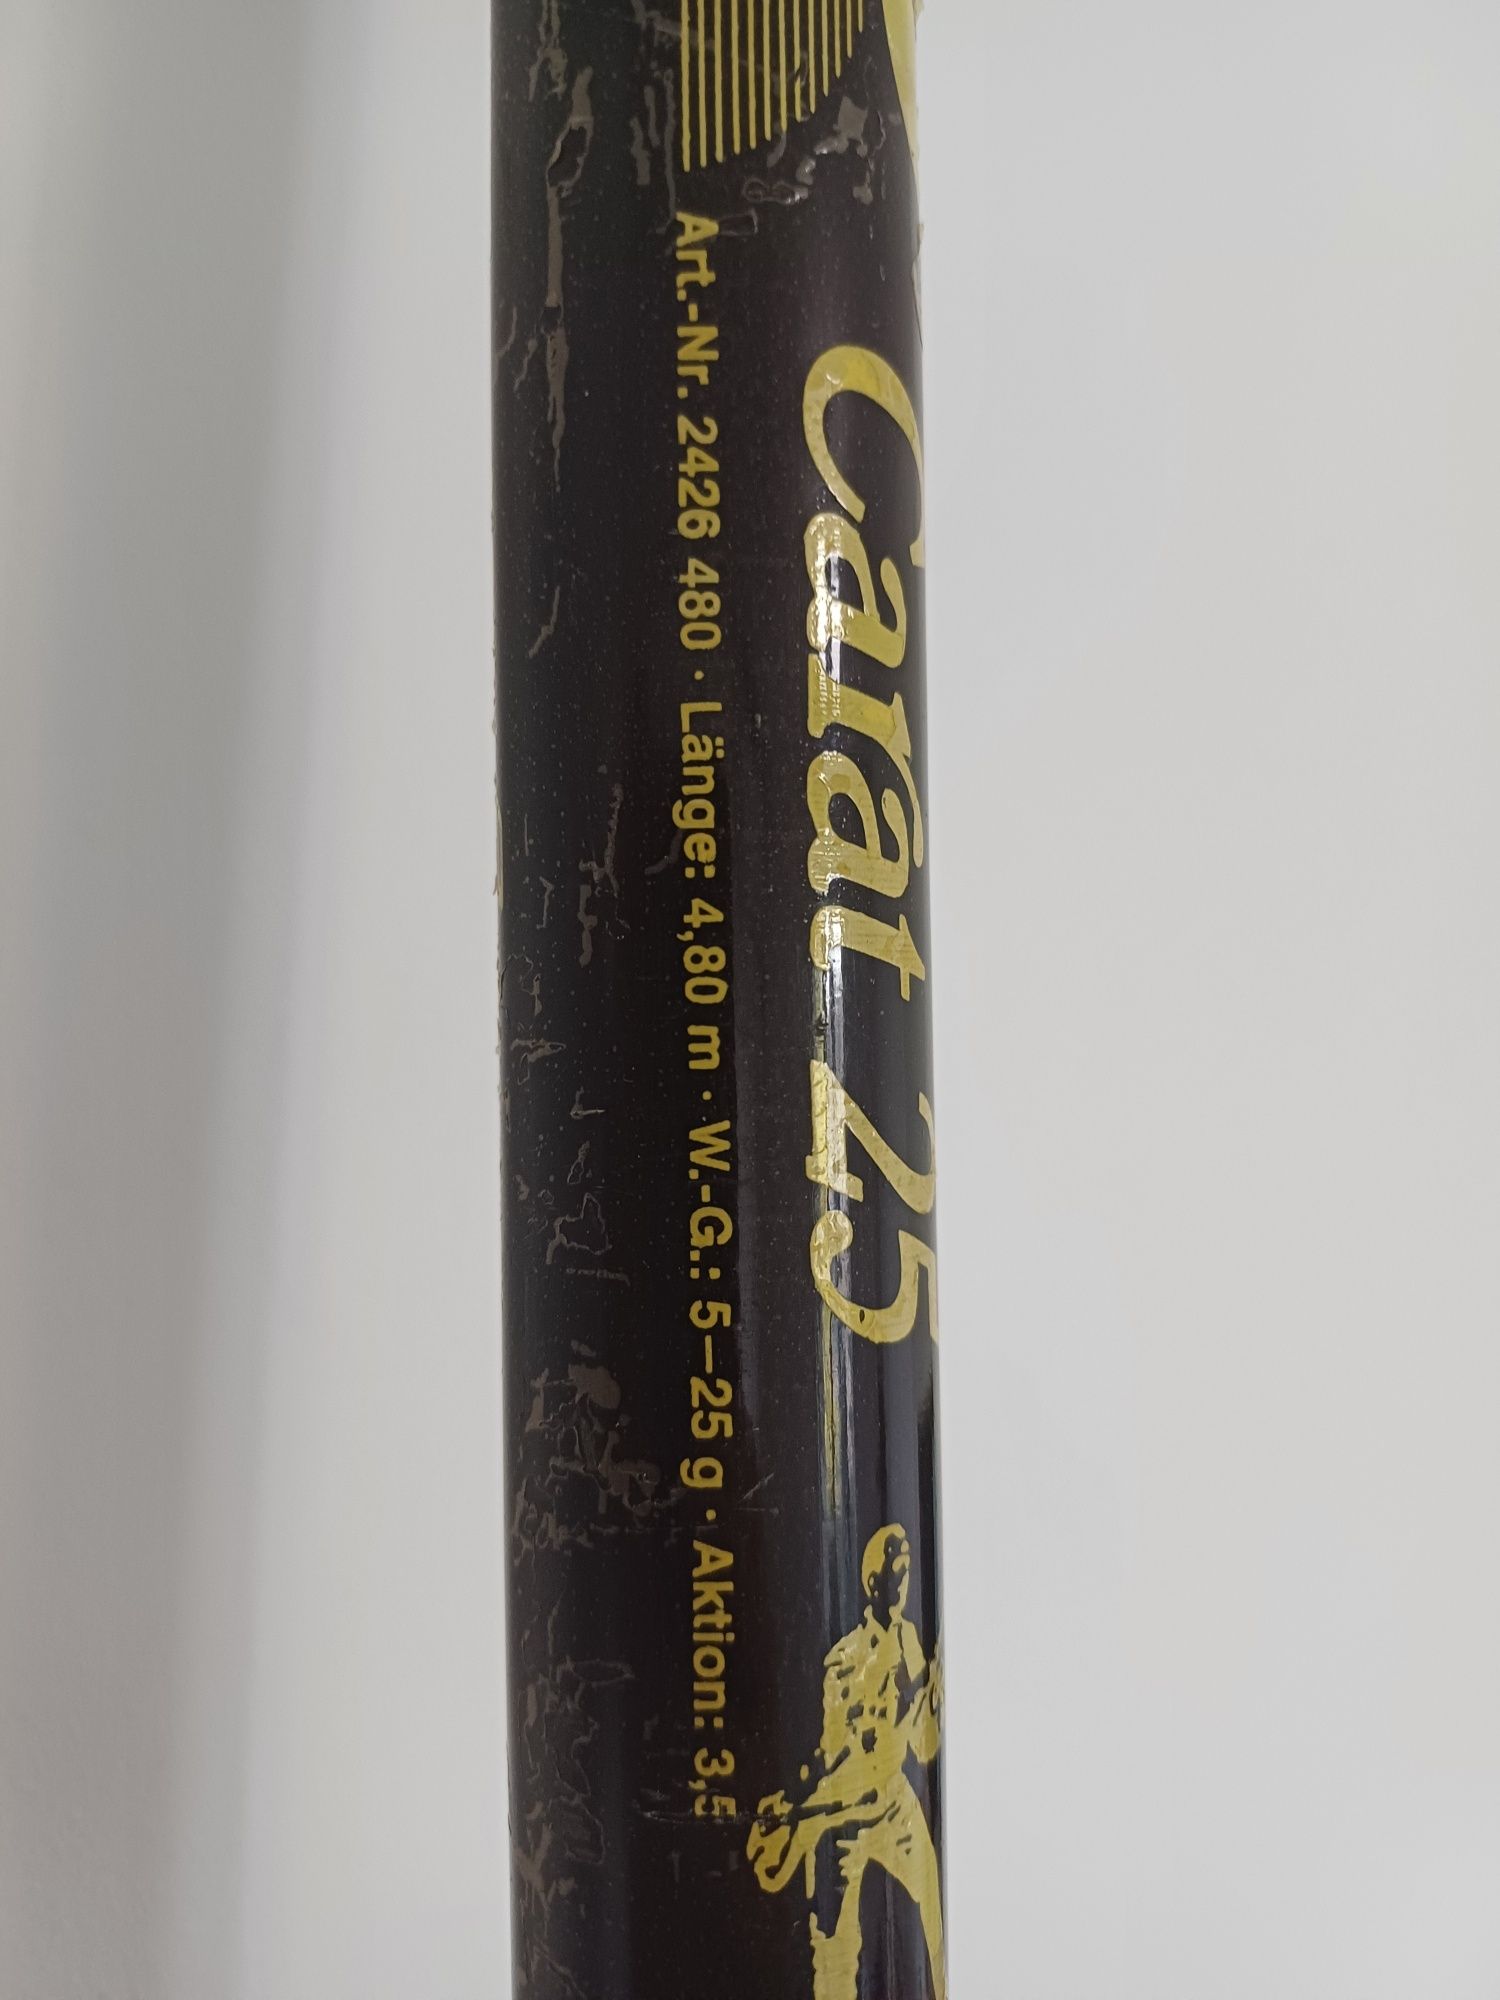 Carat 25
Art.-Nr. 2426 480 · Länge: 4,80 m · W.-G.: 5—25 g · Aktion: 3,5